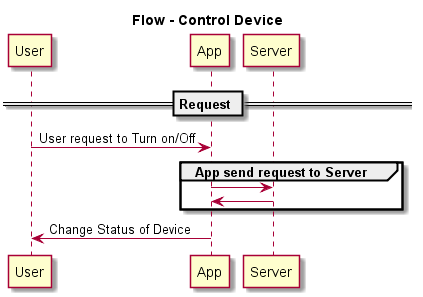 Flow - Control Device
User App Server
Request
User request to Turn on/Off
App send request to Server
Change Status of Device
User App Server